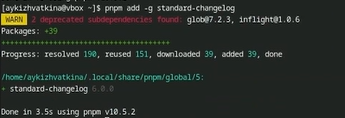 [aykizhvatkina@vbox ~]$ pnpm add -g standard-changelog
WARN 2 deprecated subdependencies found: glob@7.2.3, inflight@1.0.6
Packages: +39
+++++++++++++++++++++++++++++++++++++++
Progress: resolved 190, reused 151, downloaded 39, added 39, done
/home/aykizhvatkina/.local/share/pnpm/global/5:
+ standard-changelog 6.0.0
Done in 3.5s using pnpm v10.5.2